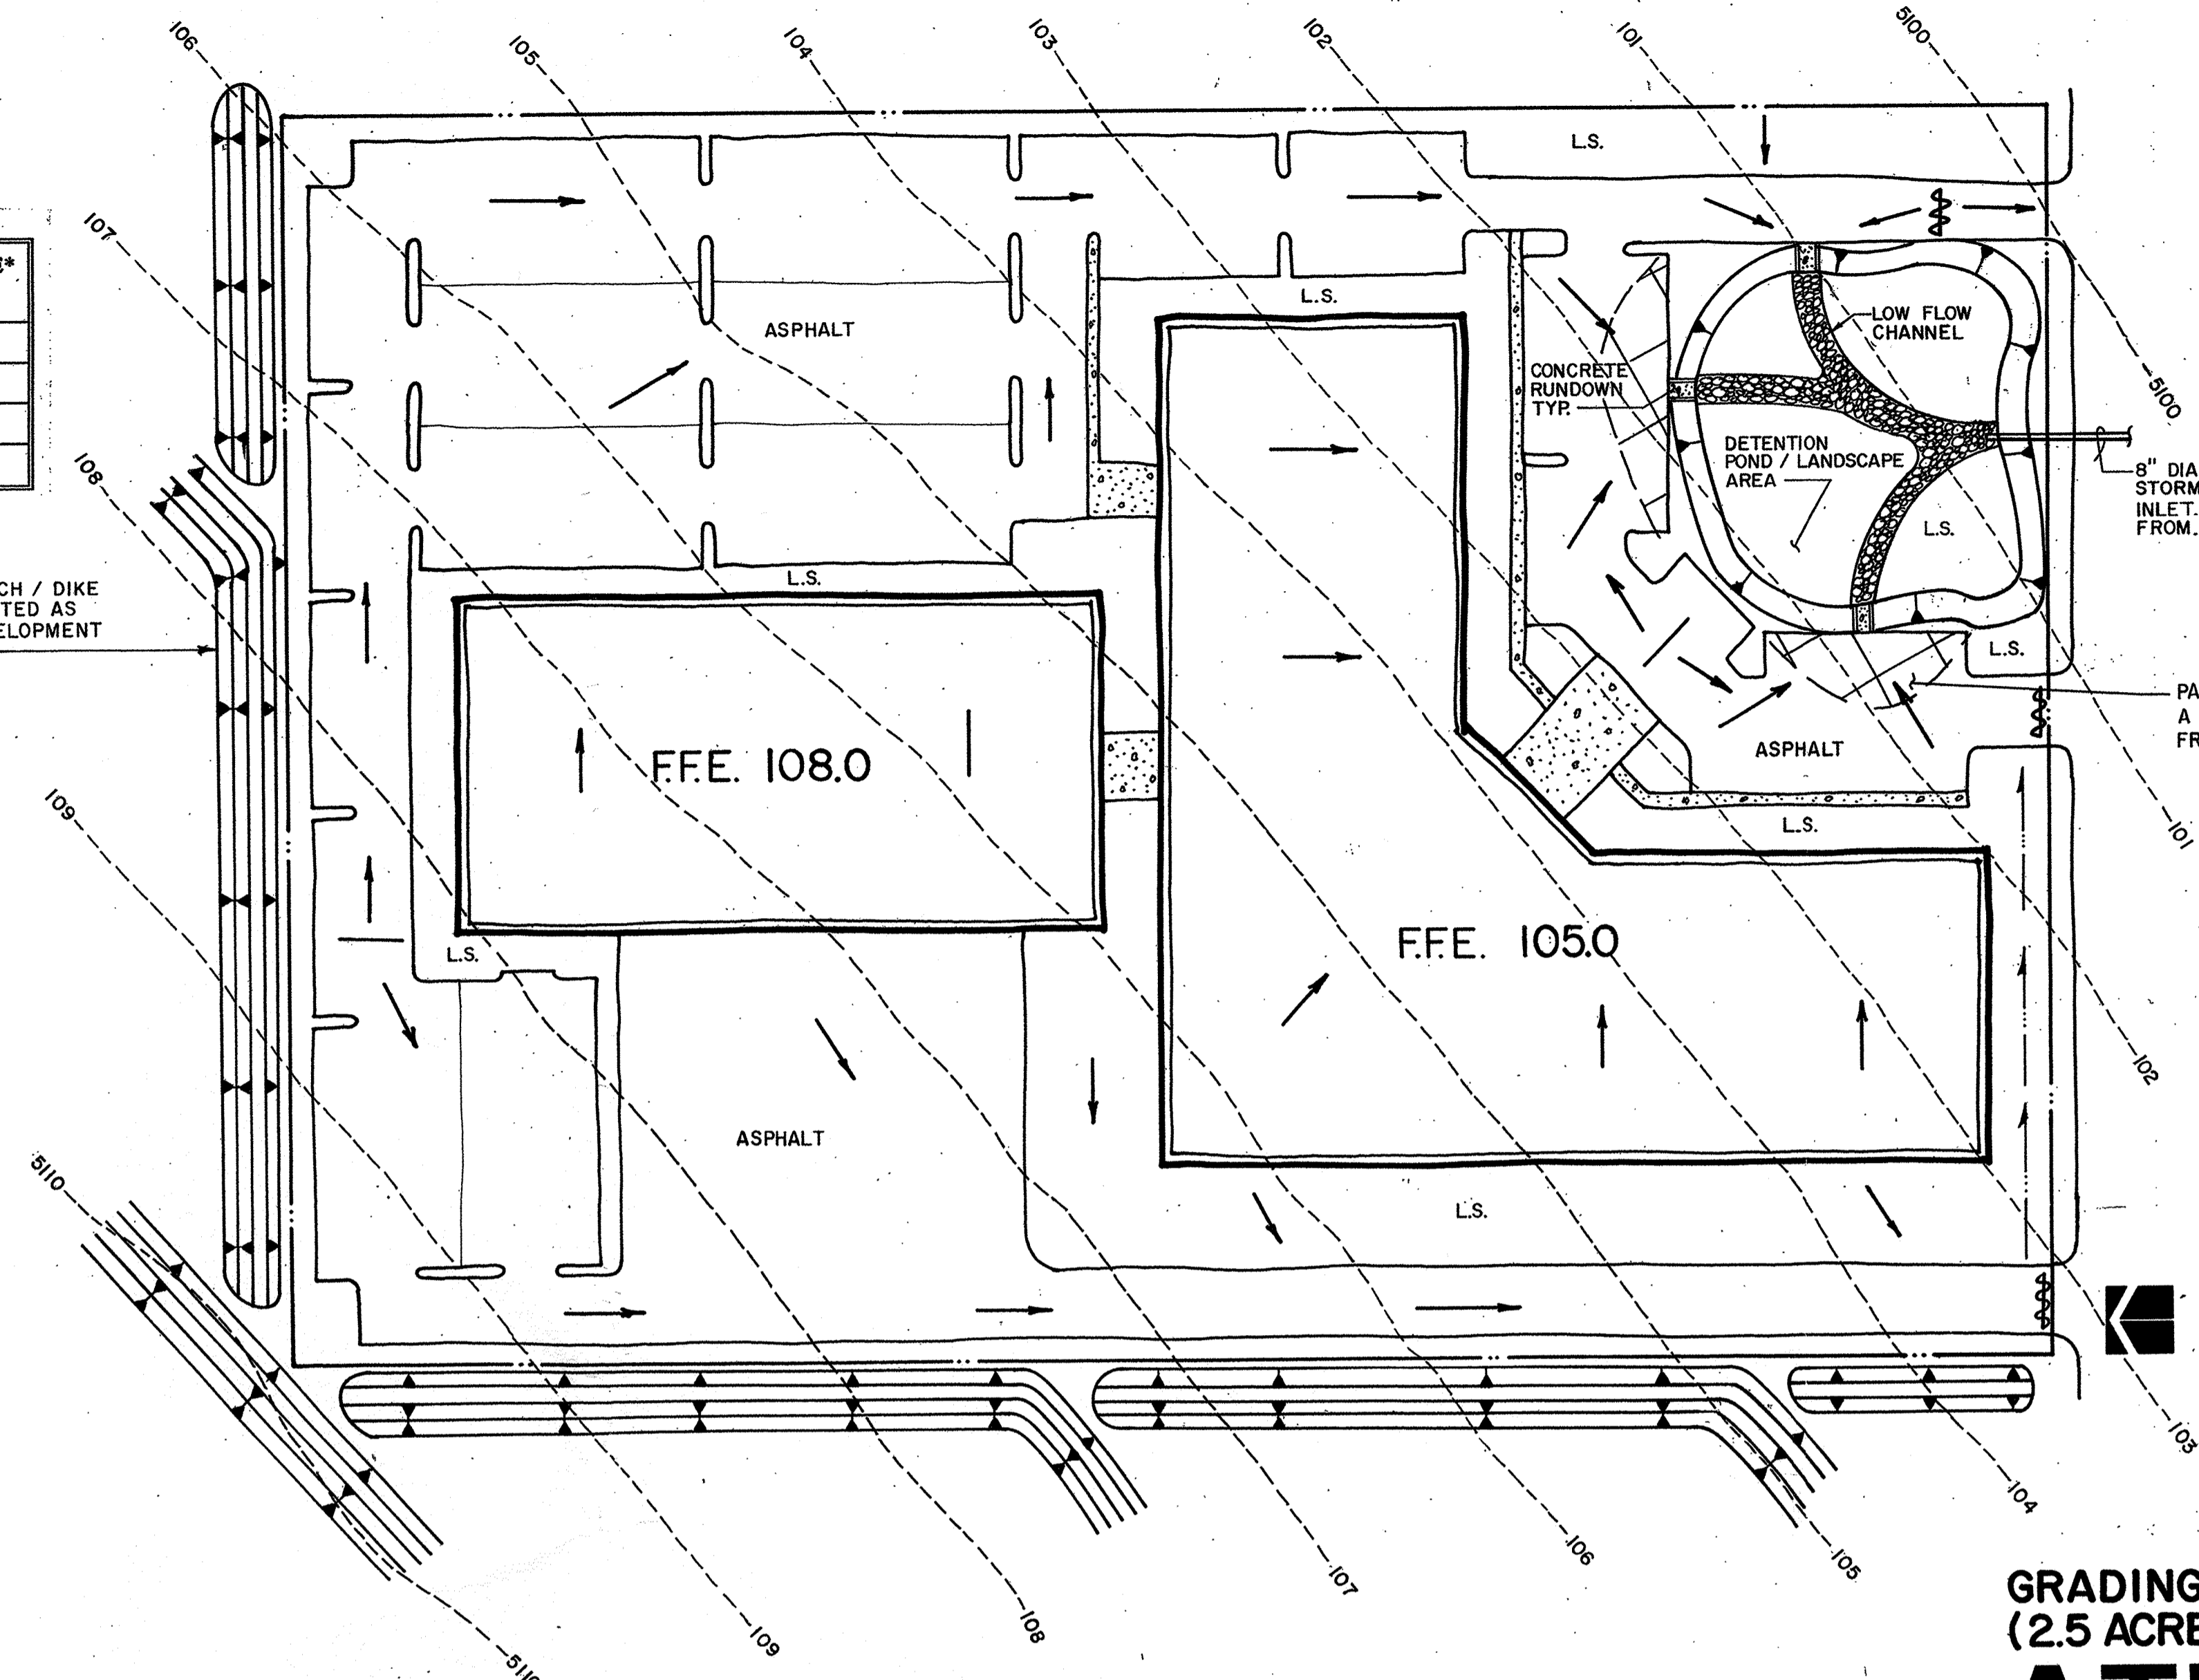 106
105
104
103
102
101
5100
L.S.
107
ASPHALT
L.S.
LOW FLOW
CHANNEL
CONCRETE
RUNDOWN
TYP.
5100
DETENTION
POND / LANDSCAPE
AREA
8" DIA
STORM
INLET.
FROM.
L.S.
108
CH / DIKE
TED AS
ELOPMENT
L.S.
L.S.
PA
A
FR
F.F.E. 108.0
ASPHALT
109
L.S.
101
F.F.E. 105.0
L.S.
102
ASPHALT
5110
L.S.
103
104
105
106
107
108
109
5110
GRADING
(2.5 ACRE